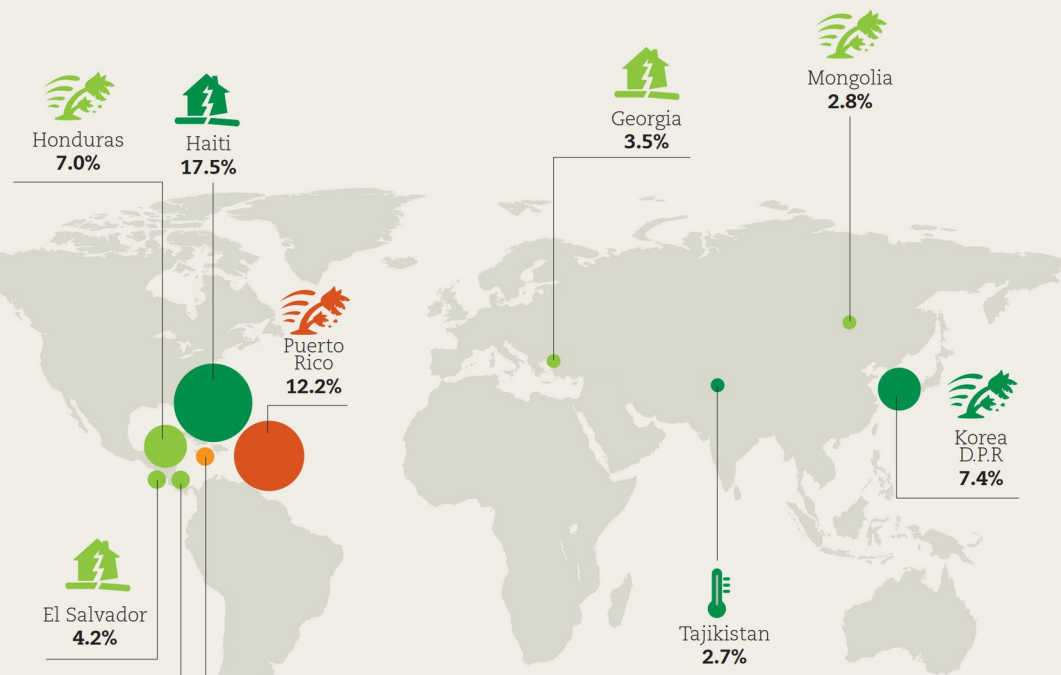 Mongolia
2.8%
Georgia
3.5%
Honduras
7.0%
Haiti
17.5%
Puerto
Rico
12.2%
Korea
D.P.R
7.4%
El Salvador
4.2%
Tajikistan
2.7%